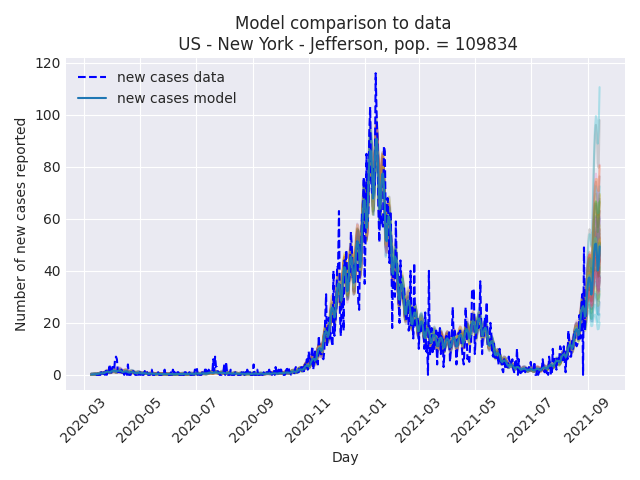 Model comparison to data
US - New York - Jefferson, pop. = 109834
new cases data
new cases model
Number of new cases reported
120
100
80
60
40
20
0
2020-03
2020-05
2020-07
2020-09
2020-11
2021-01
2021-03
2021-05
2021-07
2021-09
Day